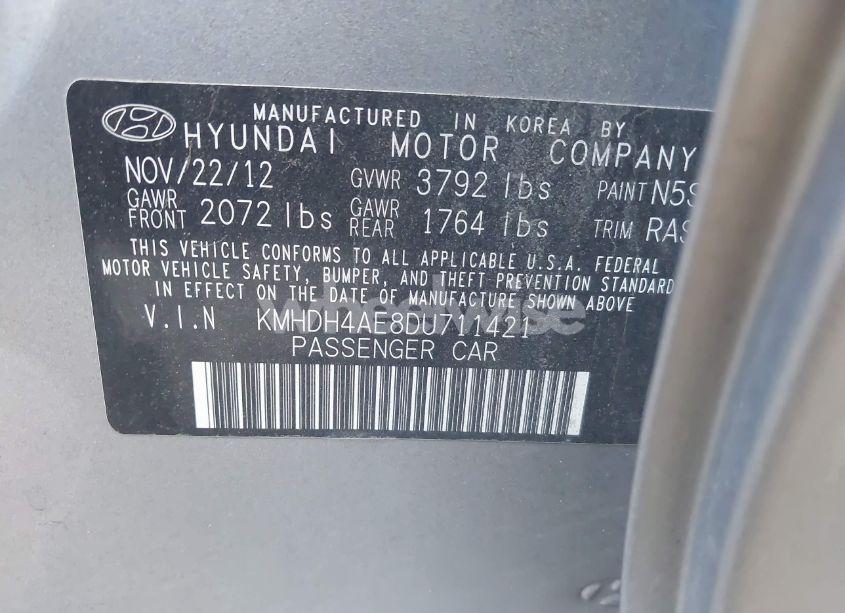 MANUFACTURED IN KOREA BY
HYUNDAI MOTOR COMPANY
NOV/22/12 GVWR 3792 lbs PAINT N5S
GAWR FRONT 2072 lbs GAWR REAR 1764 lbs TRIM RAS
THIS VEHICLE CONFORMS TO ALL APPLICABLE U.S.A. FEDERAL
MOTOR VEHICLE SAFETY, BUMPER, AND THEFT PREVENTION STANDARD
IN EFFECT ON THE DATE OF MANUFACTURE SHOWN ABOVE
V.I.N
PASSENGER CAR
wheelwise